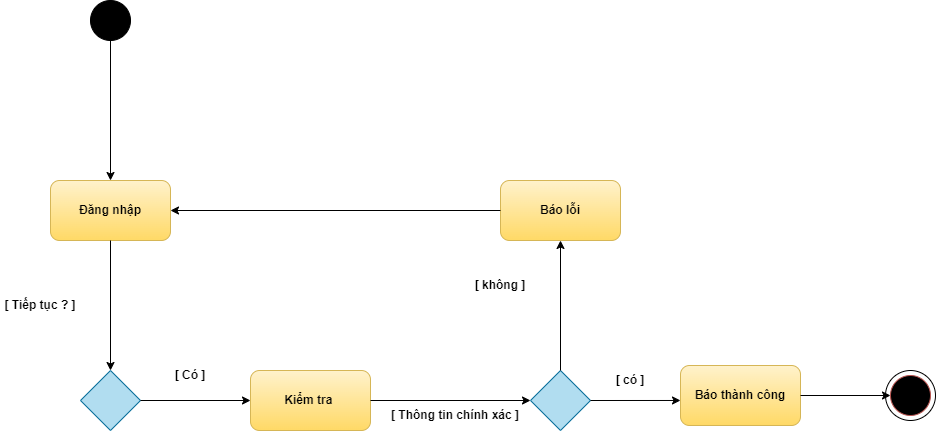 Đăng nhập
Báo lỗi
[ Tiếp tục ? ]
[ không ]
[ Có ]
Kiểm tra
[ Thông tin chính xác ]
[ có ]
Báo thành công